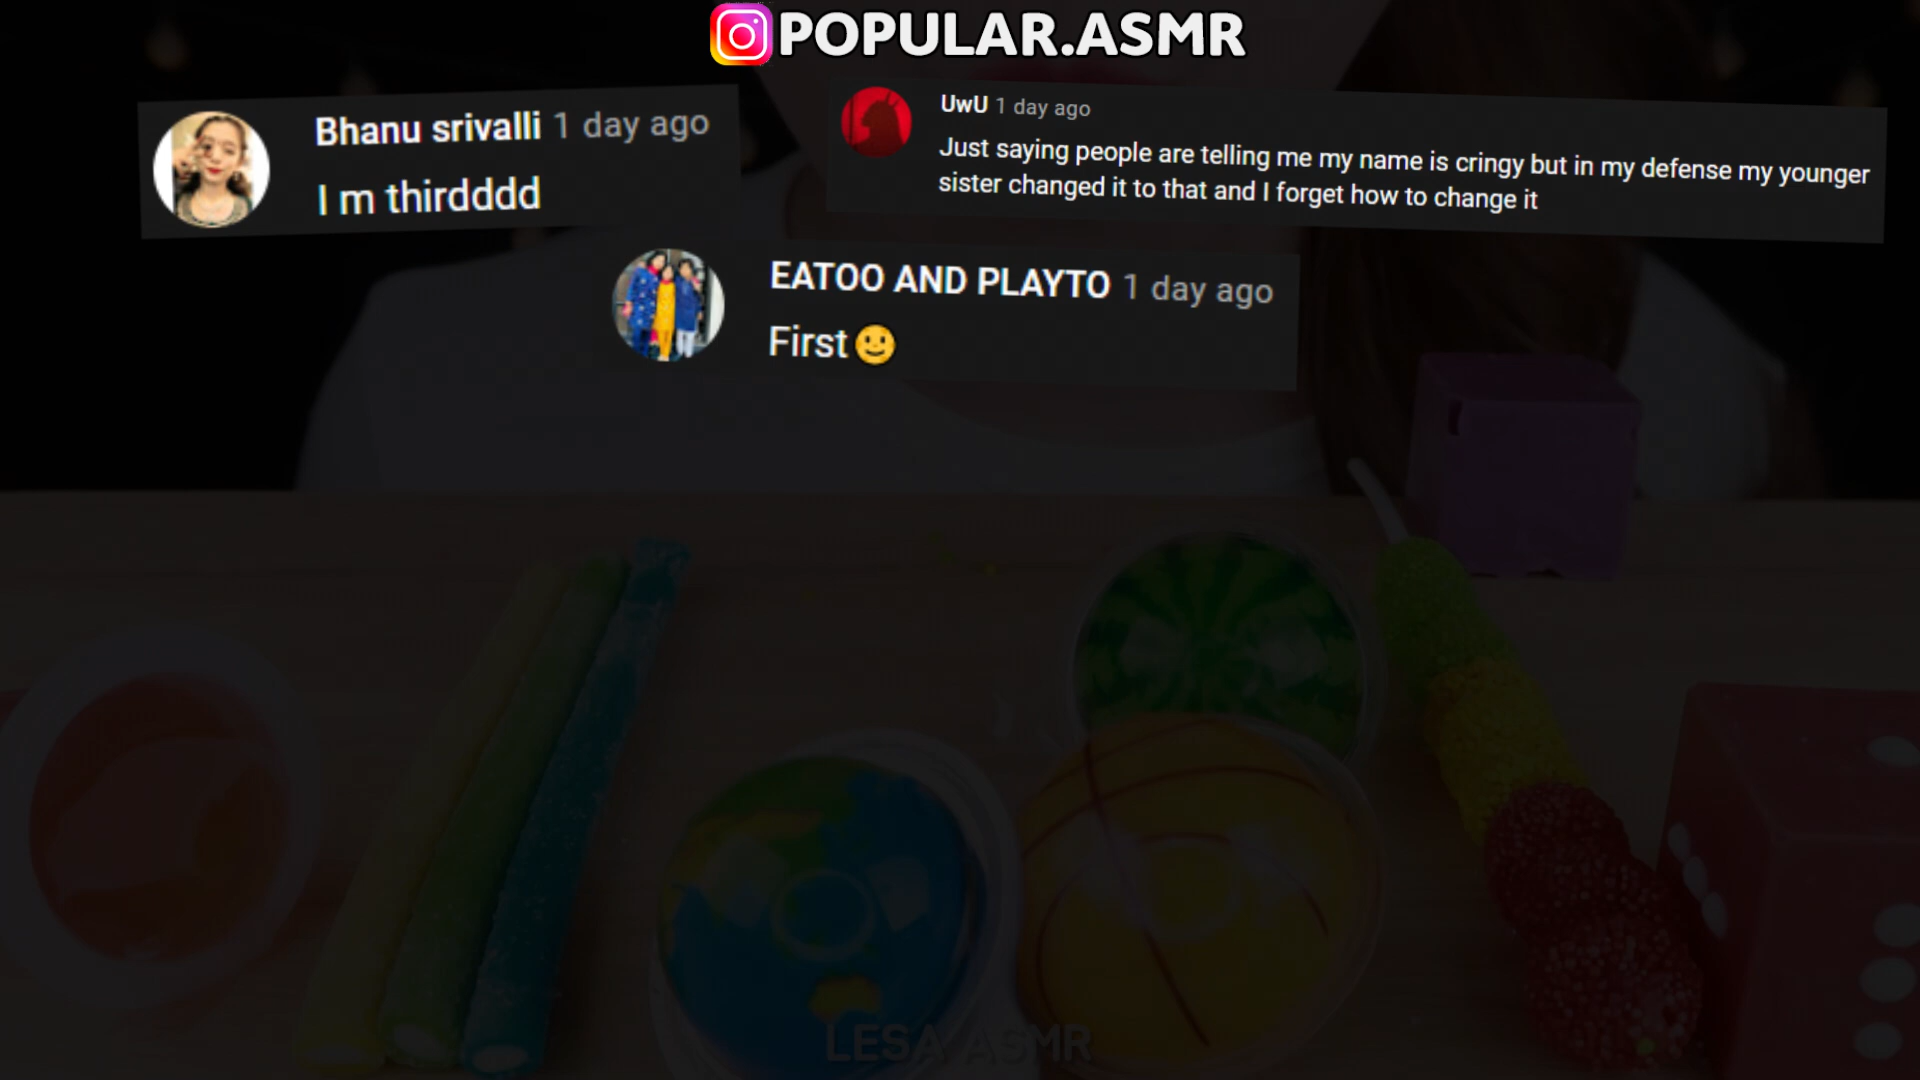 POPULAR.ASMR
Bhanu srivalli 1 day ago
I m thirdddd
UwU 1 day ago
Just saying people are telling me my name is cringy but in my defense my younger
sister changed it to that and I forget how to change it
EATOO AND PLAYTO 1 day ago
First🙂
LESA ASMR